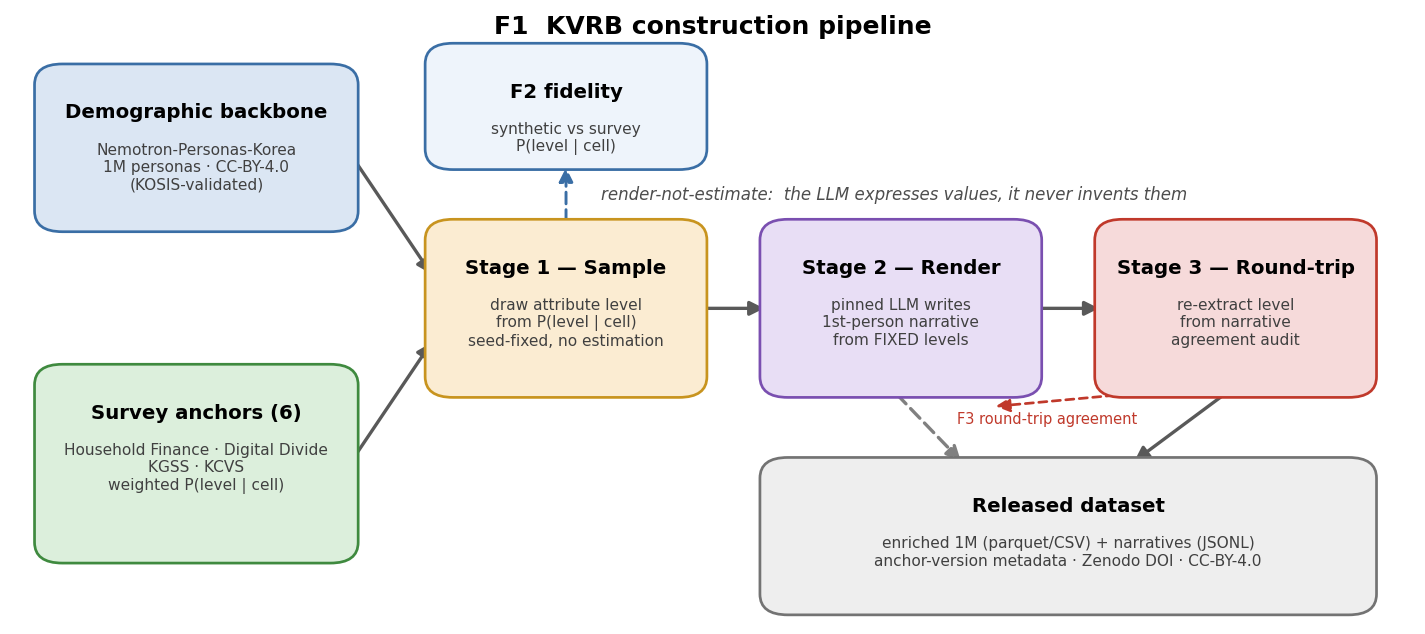 F1  KVRB construction pipeline
Demographic backbone
Nemotron-Personas-Korea
1M personas · CC-BY-4.0
(KOSIS-validated)
F2 fidelity
synthetic vs survey
P(level | cell)
render-not-estimate:  the LLM expresses values, it never invents them
Stage 1 — Sample
draw attribute level
from P(level | cell)
seed-fixed, no estimation
Stage 2 — Render
pinned LLM writes
1st-person narrative
from FIXED levels
Stage 3 — Round-trip
re-extract level
from narrative
agreement audit
F3 round-trip agreement
Survey anchors (6)
Household Finance · Digital Divide
KGSS · KCVS
weighted P(level | cell)
Released dataset
enriched 1M (parquet/CSV) + narratives (JSONL)
anchor-version metadata · Zenodo DOI · CC-BY-4.0